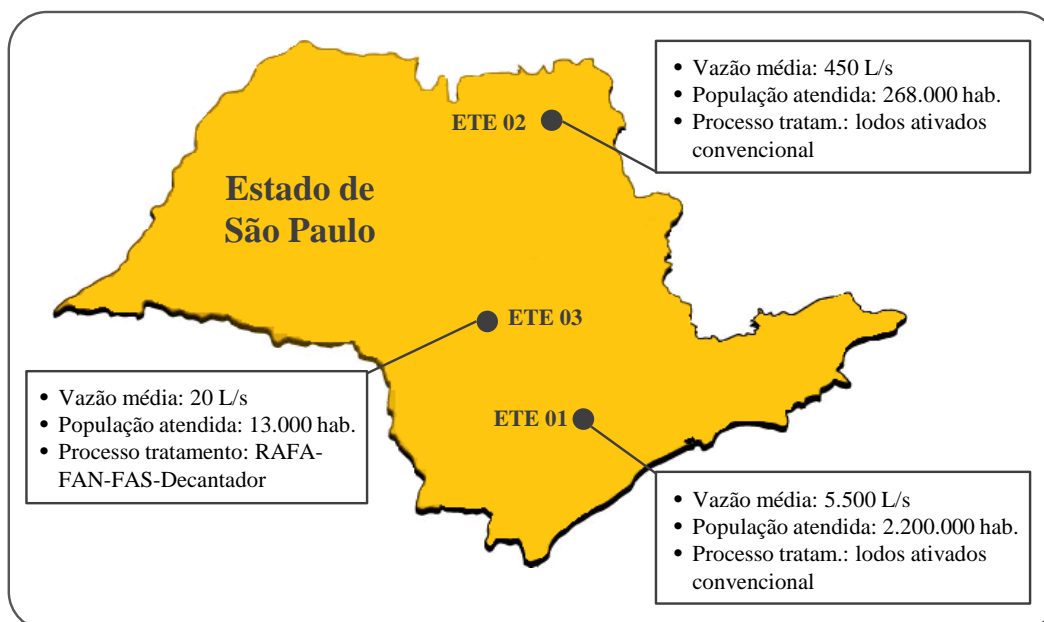 • Vazão média: 450 L/s
• População atendida: 268.000 hab.
• Processo tratam.: lodos ativados
convencional
ETE 02
Estado de
São Paulo
ETE 03
• Vazão média: 20 L/s
• População atendida: 13.000 hab.
• Processo tratamento: RAFA-
FAN-FAS-Decantador
ETE 01
• Vazão média: 5.500 L/s
• População atendida: 2.200.000 hab.
• Processo tratam.: lodos ativados
convencional